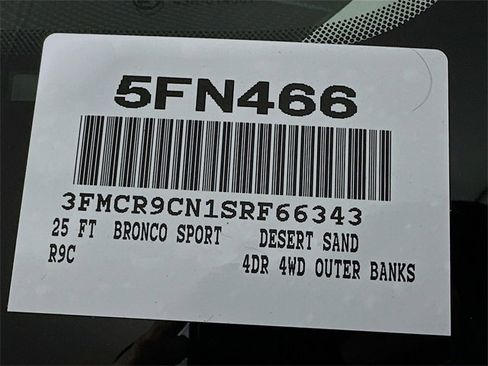 5FN466
3FMCR9CN1SRF66343
25 FT BRONCO SPORT DESERT SAND
R9C 4DR 4WD OUTER BANKS